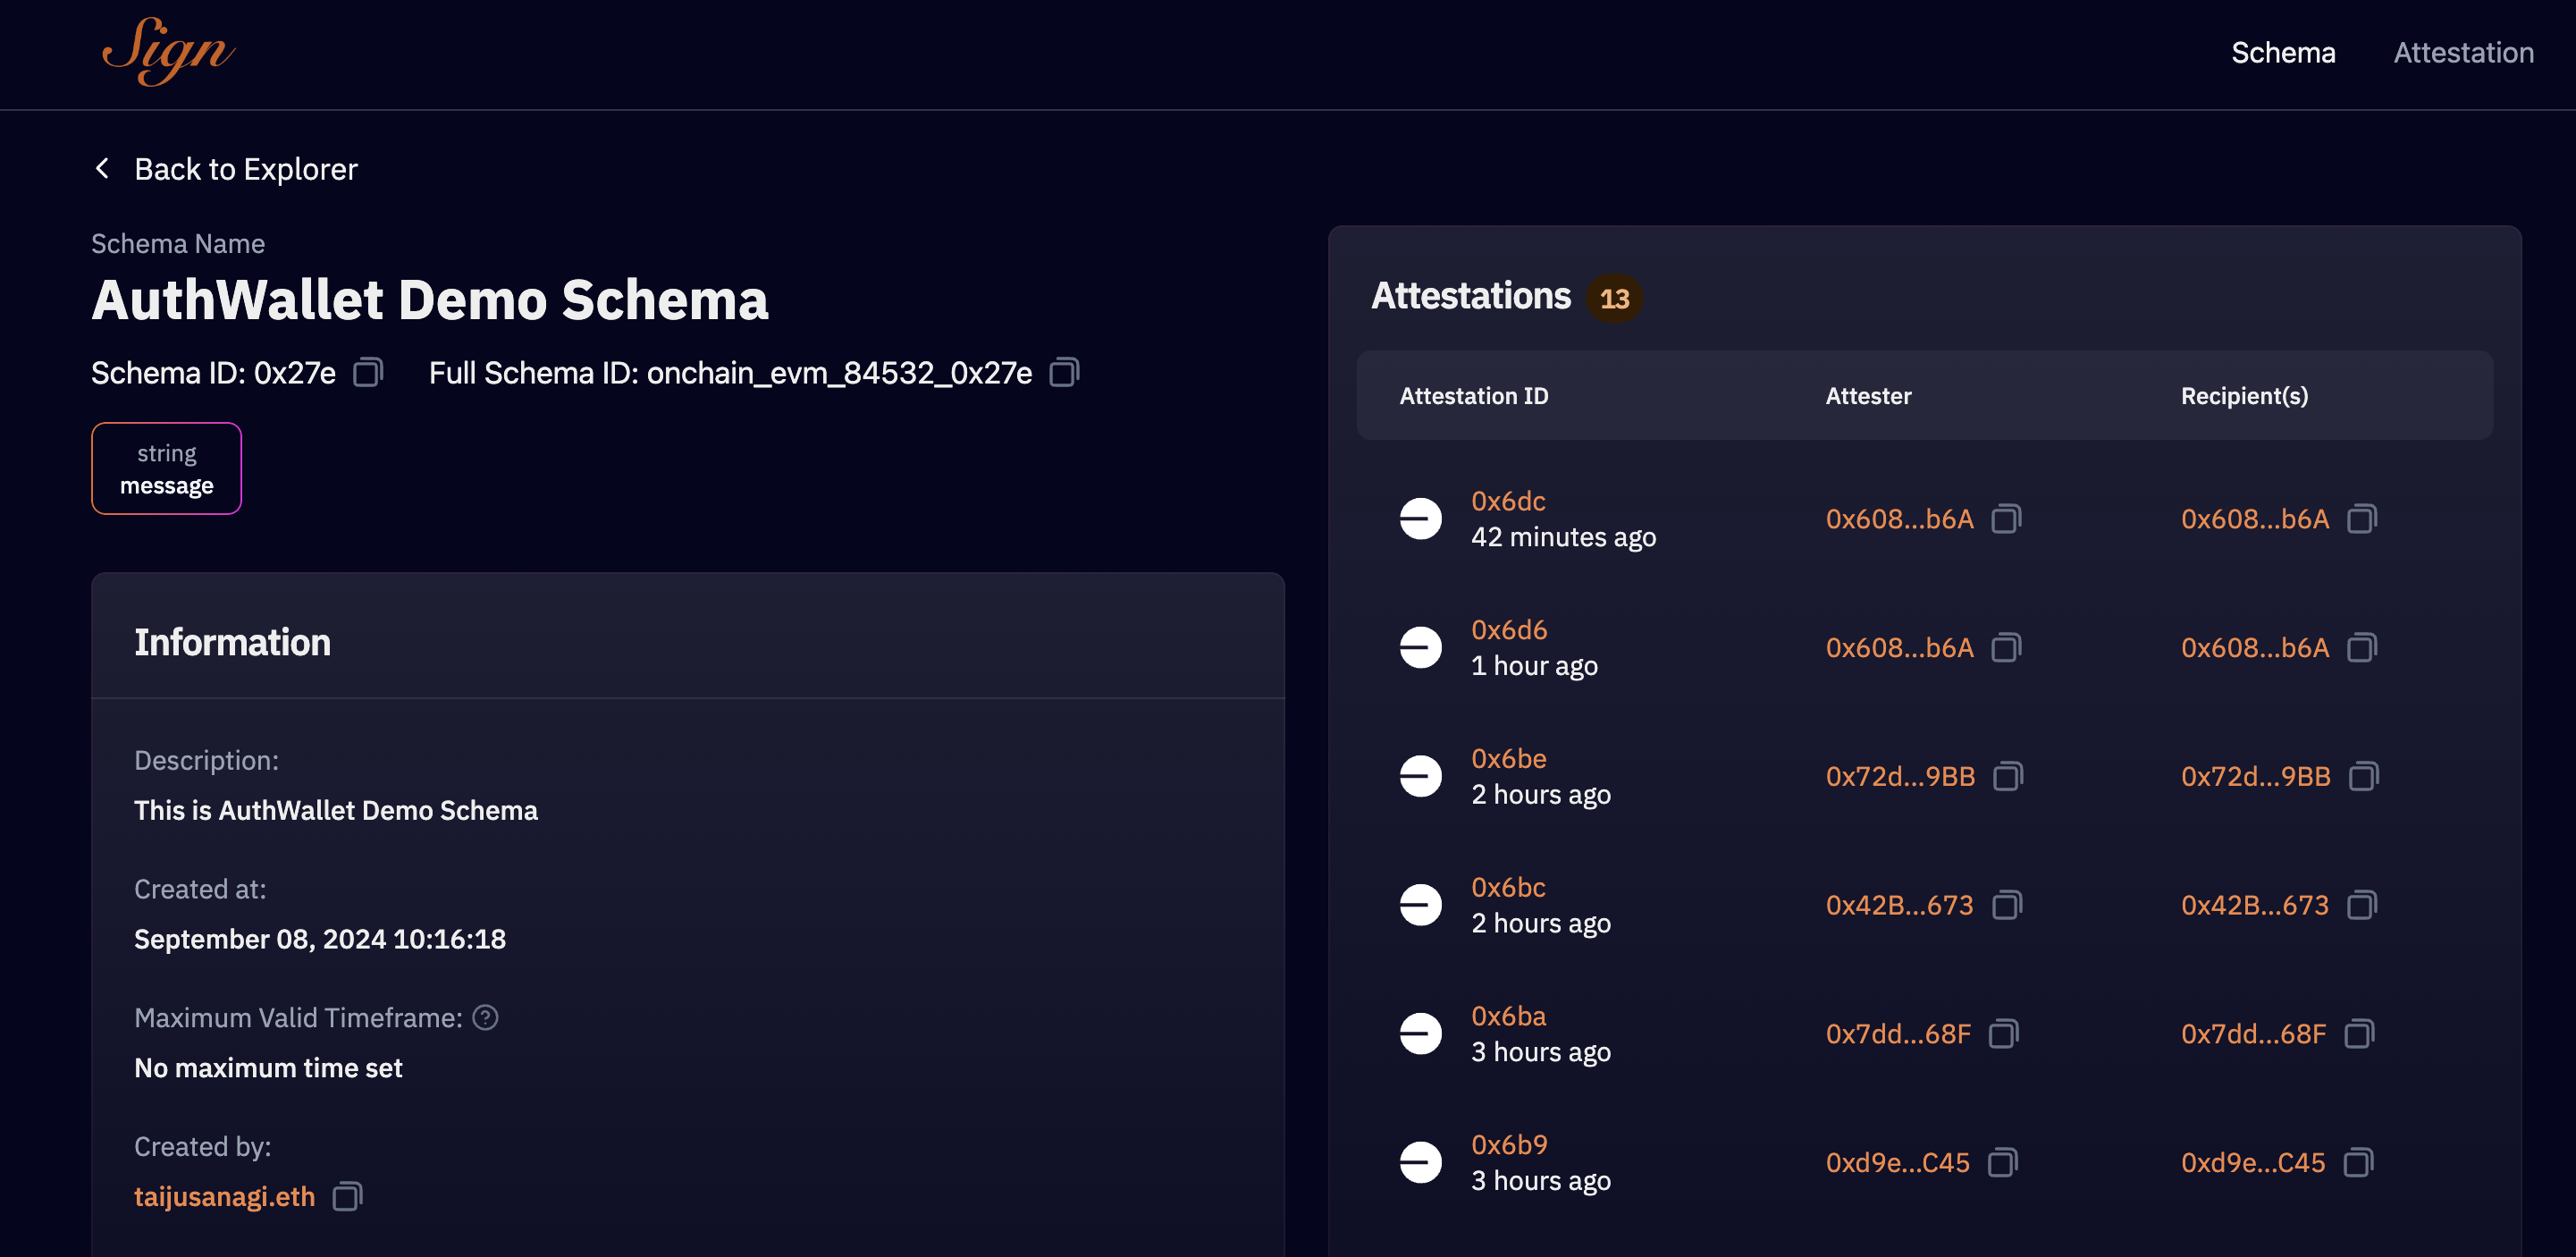 Sign
Schema
Attestation
Back to Explorer
Schema Name
AuthWallet Demo Schema
Schema ID: 0x27e
Full Schema ID: onchain_evm_84532_0x27e
string
message
Information
Description:
This is AuthWallet Demo Schema
Created at:
September 08, 2024 10:16:18
Maximum Valid Timeframe:
No maximum time set
Created by:
taijusanagi.eth
Attestations 13
Attestation ID Attester Recipient(s)
0x6dc
42 minutes ago
0x608...b6A
0x608...b6A
0x6d6
1 hour ago
0x608...b6A
0x608...b6A
0x6be
2 hours ago
0x72d...9BB
0x72d...9BB
0x6bc
2 hours ago
0x42B...673
0x42B...673
0x6ba
3 hours ago
0x7dd...68F
0x7dd...68F
0x6b9
3 hours ago
0xd9e...C45
0xd9e...C45